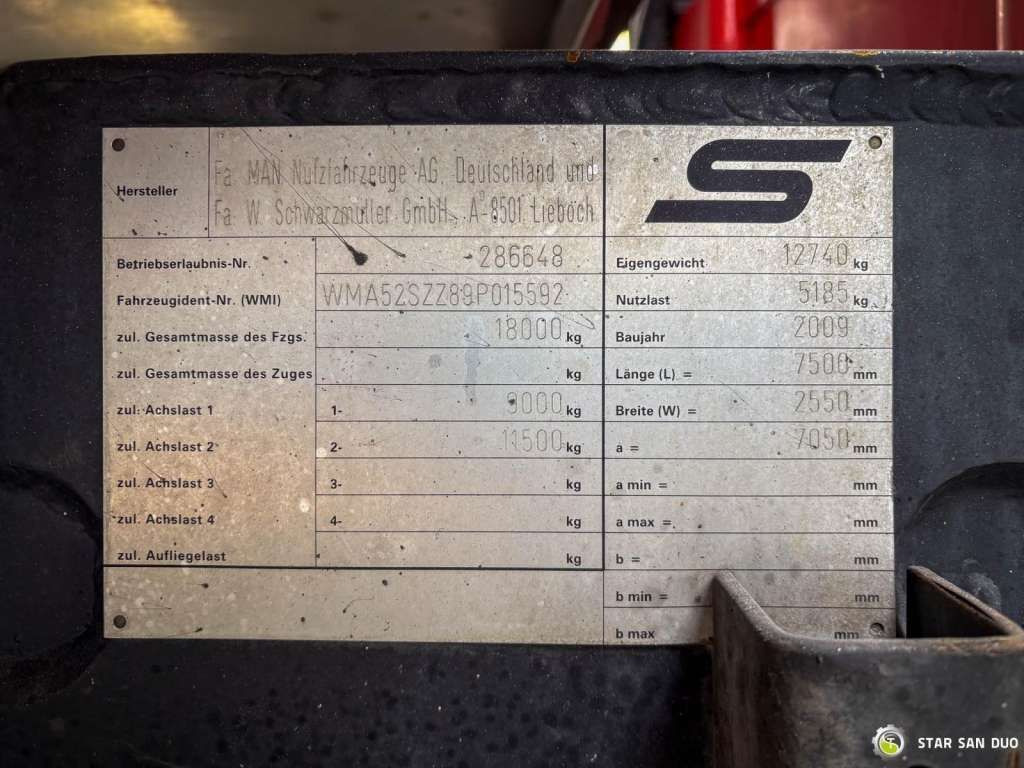 Hersteller
Fa. MAN Nutzfahrzeuge AG, Deutschland und
Fa. W. Schwarzmüller GmbH., A-8501 Lieboch
S
Betriebserlaubnis-Nr. 286648
Fahrzeugident-Nr. (WMI) WMA52SZZ89P015592
zul. Gesamtmasse des Fzgs. 18000 kg
zul. Gesamtmasse des Zuges kg
zul. Achslast 1 1- 9000 kg
zul. Achslast 2 2- 11500 kg
zul. Achslast 3 3- kg
zul. Achslast 4 4- kg
zul. Aufliegelast kg
Eigengewicht 12740 kg
Nutzlast 5185 kg
Baujahr 2009
Länge (L) = 7500 mm
Breite (W) = 2550 mm
a = 7050 mm
a min = mm
a max = mm
b = mm
b min = mm
b max mm
STAR SAN DUO